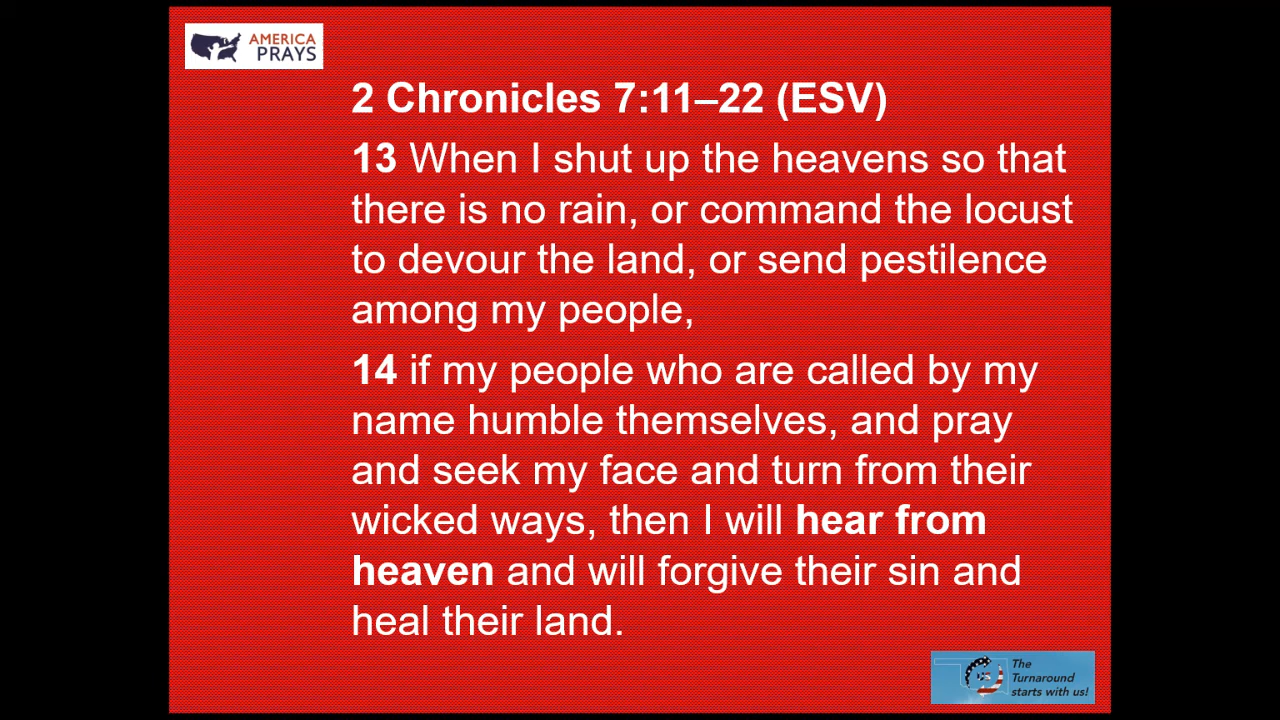 AMERICA
PRAYS
2 Chronicles 7:11–22 (ESV)
13 When I shut up the heavens so that
there is no rain, or command the locust
to devour the land, or send pestilence
among my people,
14 if my people who are called by my
name humble themselves, and pray
and seek my face and turn from their
wicked ways, then I will hear from
heaven and will forgive their sin and
heal their land.
The
Turnaround
starts with us!